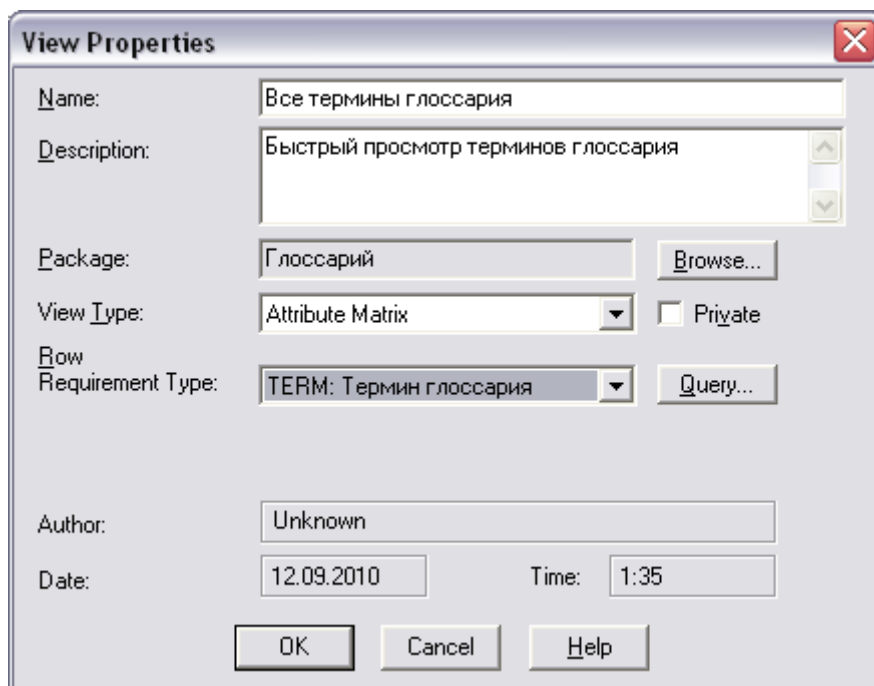 View Properties
Name: Все термины глоссария
Description: Быстрый просмотр терминов глоссария
Package: Глоссарий Browse...
View Type: Attribute Matrix Private
Row
Requirement Type: TERM: Термин глоссария Query...
Author: Unknown
Date: 12.09.2010 Time: 1:35
OK Cancel Help